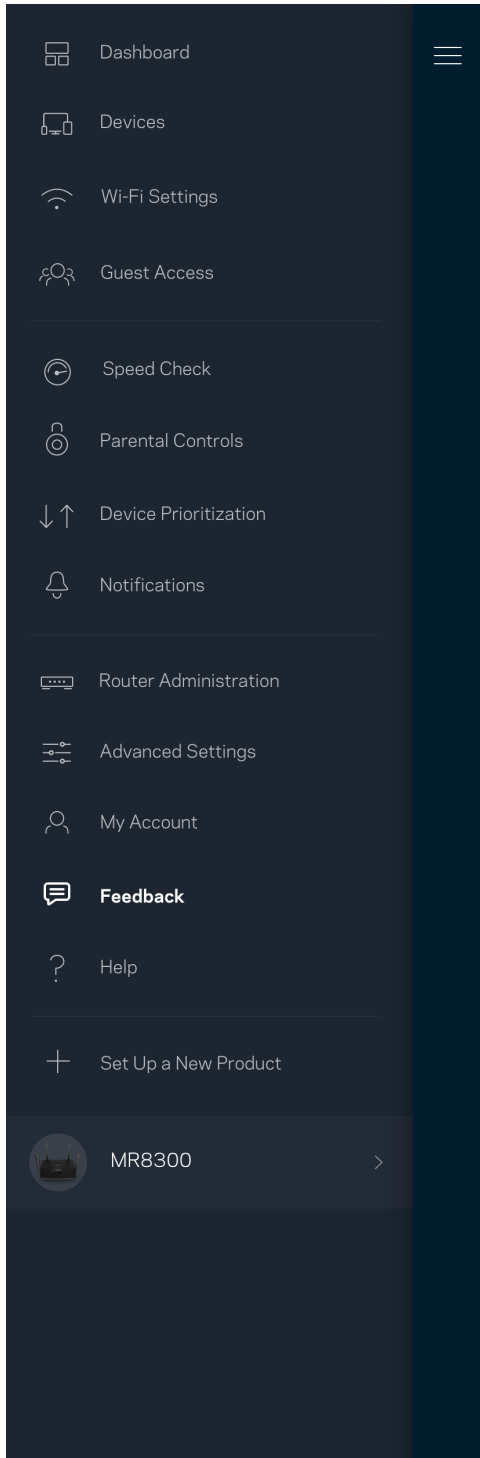 Dashboard
Devices
Wi-Fi Settings
Guest Access
Speed Check
Parental Controls
Device Prioritization
Notifications
Router Administration
Advanced Settings
My Account
Feedback
Help
Set Up a New Product
MR8300